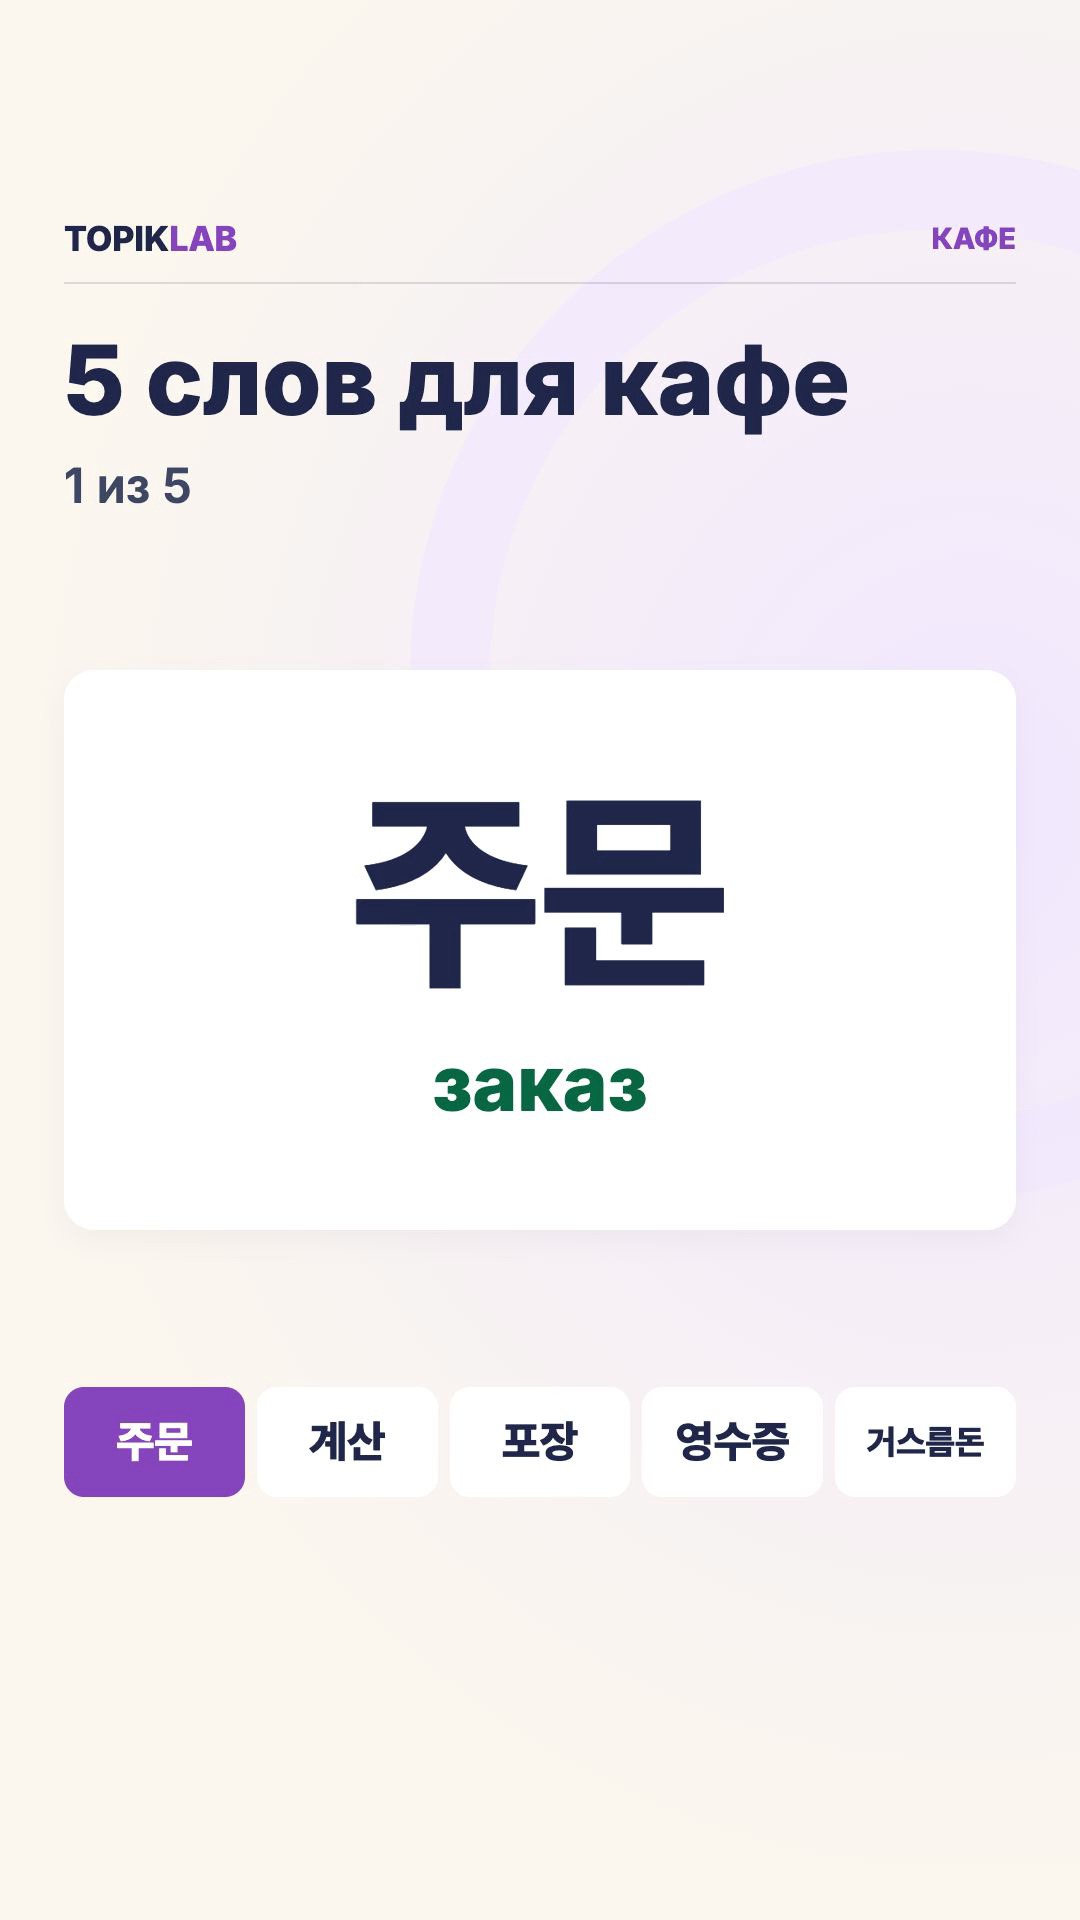 TOPIKLAB
КАФЕ
5 слов для кафе
1 из 5
주문
заказ
주문
계산
포장
영수증
거스름돈